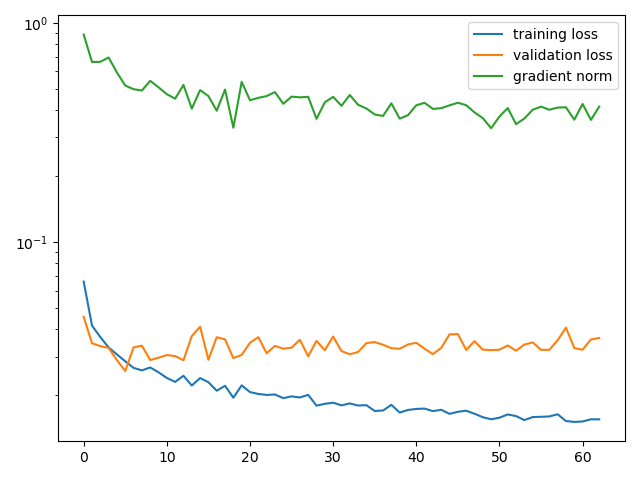 10⁰
training loss
validation loss
gradient norm
10⁻¹
0 10 20 30 40 50 60